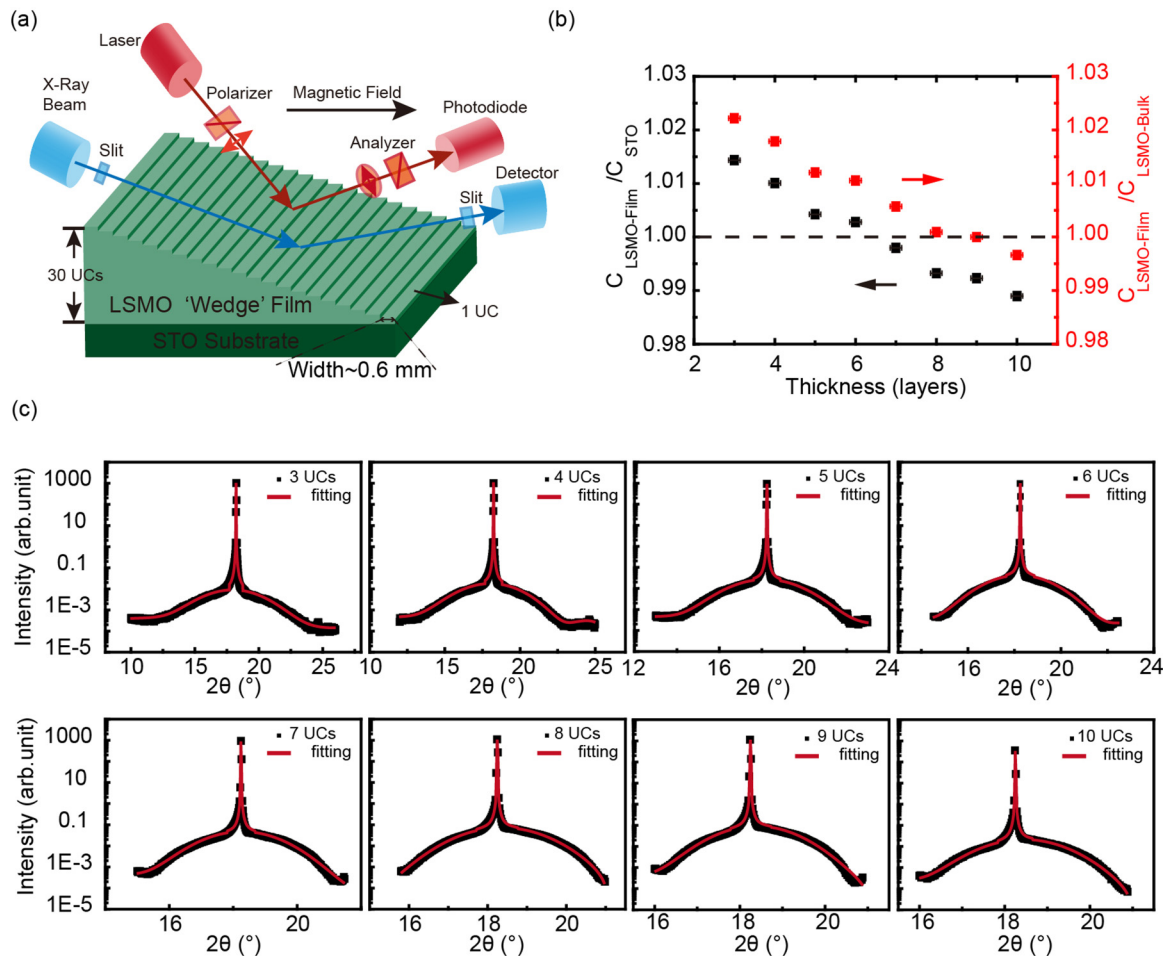 (a)
Laser
X-Ray
Beam
Polarizer
Magnetic Field
Photodiode
Slit
Analyzer
Detector
Slit
30 UCs
LSMO ‘Wedge’ Film
1 UC
STO Substrate
Width~0.6 mm
(b)
1.03
1.02
1.01
1.00
0.99
0.98
C LSMO-Film /C STO
1.03
1.02
1.01
1.00
0.99
0.98
C LSMO-Film /C LSMO-Bulk
2 4 6 8 10
Thickness (layers)
(c)
Intensity (arb.unit)
1000
10
0.1
1E-3
1E-5
3 UCs
fitting
10 15 20 25
2θ (°)
4 UCs
fitting
10 15 20 25
2θ (°)
5 UCs
fitting
12 14 16 18 20 22 24
2θ (°)
6 UCs
fitting
14 16 18 20 22 24
2θ (°)
Intensity (arb.unit)
1000
10
0.1
1E-3
1E-5
7 UCs
fitting
16 18 20
2θ (°)
8 UCs
fitting
16 18 20
2θ (°)
9 UCs
fitting
16 18 20
2θ (°)
10 UCs
fitting
16 18 20
2θ (°)